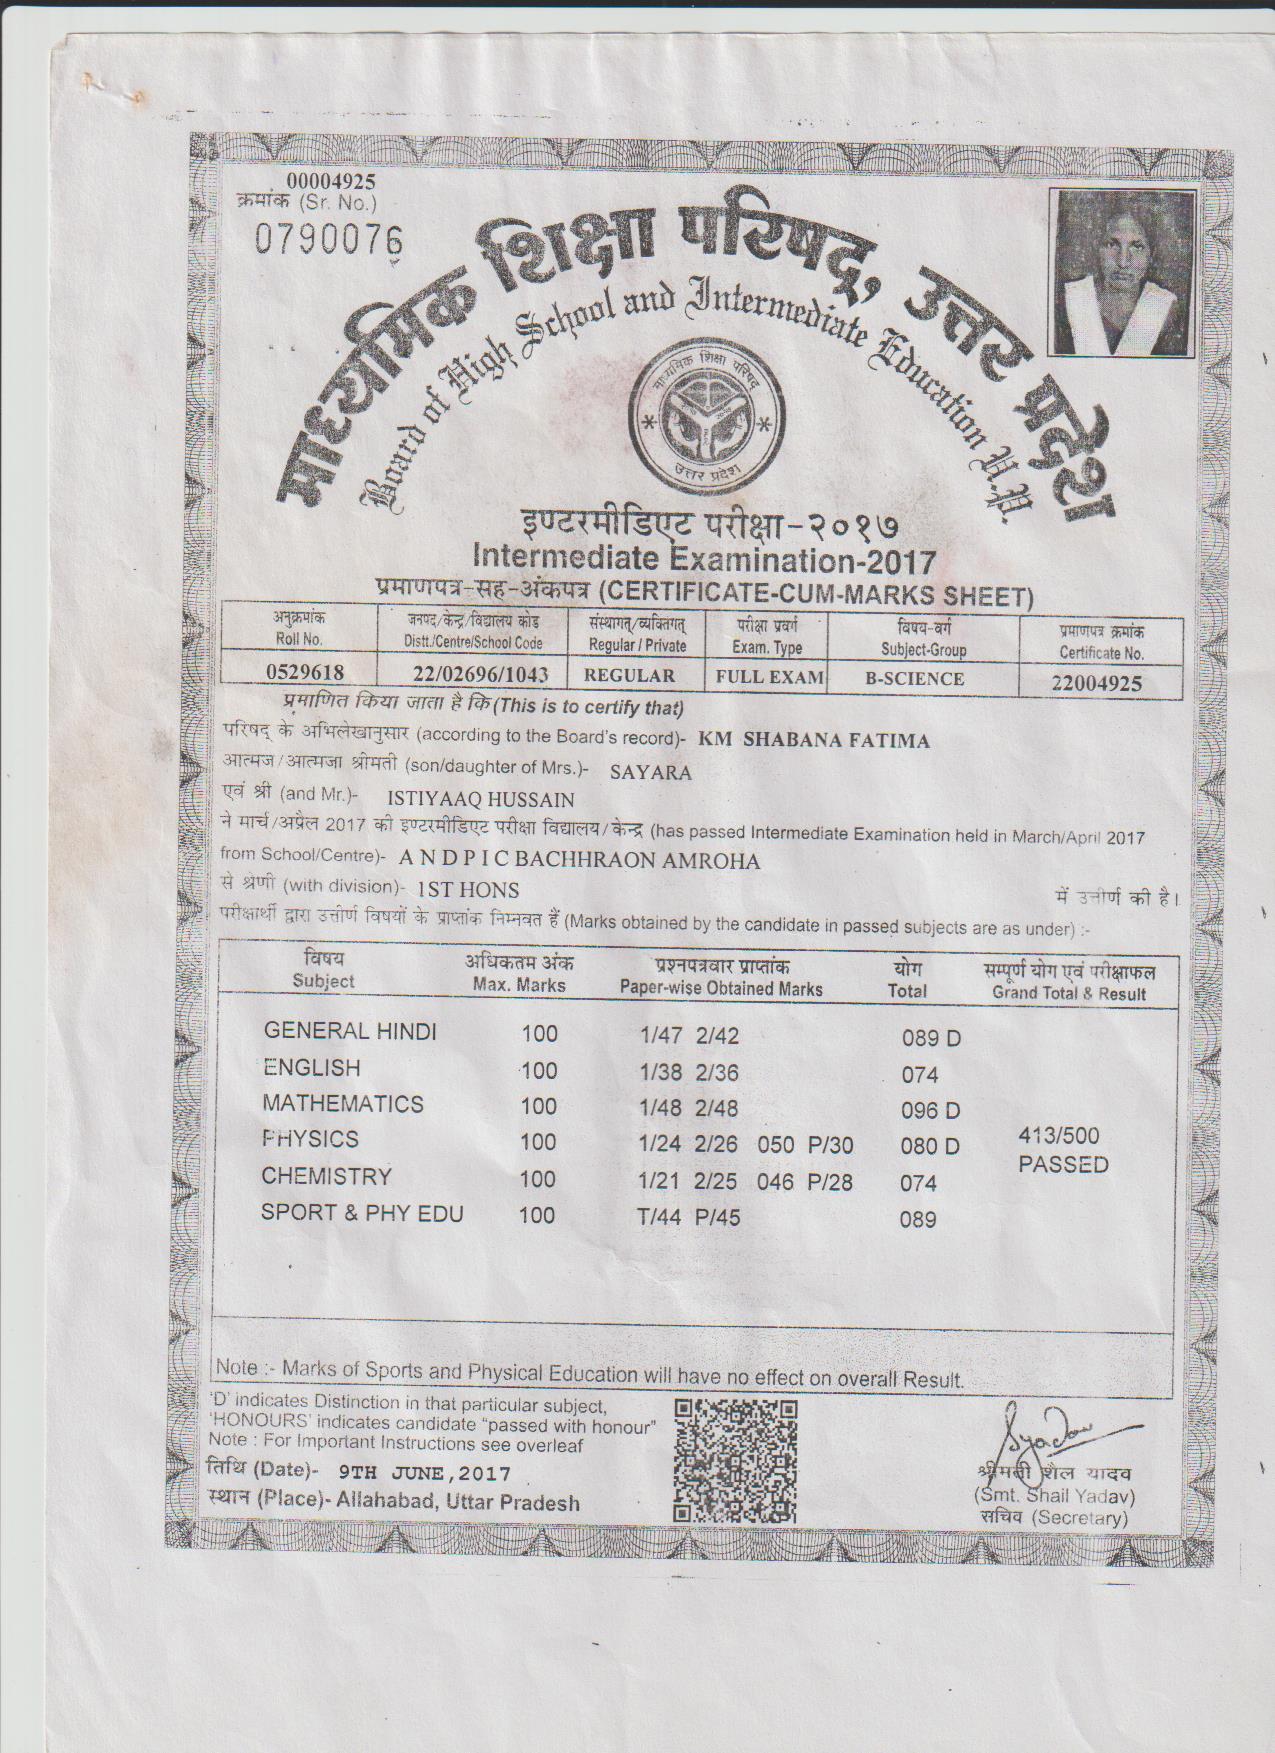 00004925
क्रमांक (Sr. No.)
0790076
माध्यमिक शिक्षा परिषद्, उत्तर प्रदेश
Board of High School and Intermediate Education U.P.
माध्यमिक शिक्षा परिषद्
उत्तर प्रदेश
इण्टरमीडिएट परीक्षा-२०१७
Intermediate Examination-2017
प्रमाणपत्र-सह-अंकपत्र (CERTIFICATE-CUM-MARKS SHEET)
अनुक्रमांक जनपद/केन्द्र/विद्यालय कोड संस्थागत/व्यक्तिगत परीक्षा प्रवर्ग विषय-वर्ग प्रमाणपत्र क्रमांक
Roll No. Distt./Centre/School Code Regular / Private Exam. Type Subject-Group Certificate No.
0529618 22/02696/1043 REGULAR FULL EXAM B-SCIENCE 22004925
प्रमाणित किया जाता है कि (This is to certify that)
परिषद् के अभिलेखानुसार (according to the Board's record)- KM SHABANA FATIMA
आत्मज/आत्मजा श्रीमती (son/daughter of Mrs.)- SAYARA
एवं श्री (and Mr.)- ISTIYAAQ HUSSAIN
ने मार्च/अप्रैल 2017 की इण्टरमीडिएट परीक्षा विद्यालय/केन्द्र (has passed Intermediate Examination held in March/April 2017
from School/Centre)- A N D P I C BACHHRAON AMROHA
से श्रेणी (with division)- 1ST HONS में उत्तीर्ण की है।
परीक्षार्थी द्वारा उत्तीर्ण विषयों के प्राप्तांक निम्नवत हैं (Marks obtained by the candidate in passed subjects are as under) :-
विषय अधिकतम अंक प्रश्नपत्रवार प्राप्तांक योग सम्पूर्ण योग एवं परीक्षाफल
Subject Max. Marks Paper-wise Obtained Marks Total Grand Total & Result
GENERAL HINDI 100 1/47 2/42 089 D
ENGLISH 100 1/38 2/36 074
MATHEMATICS 100 1/48 2/48 096 D
PHYSICS 100 1/24 2/26 050 P/30 080 D 413/500
PASSED
CHEMISTRY 100 1/21 2/25 046 P/28 074
SPORT & PHY EDU 100 T/44 P/45 089
Note :- Marks of Sports and Physical Education will have no effect on overall Result.
'D' indicates Distinction in that particular subject,
'HONOURS' indicates candidate "passed with honour"
Note : For Important Instructions see overleaf
तिथि (Date)- 9TH JUNE,2017
स्थान (Place)- Allahabad, Uttar Pradesh
Syadav
श्रीमती शैल यादव
(Smt. Shail Yadav)
सचिव (Secretary)